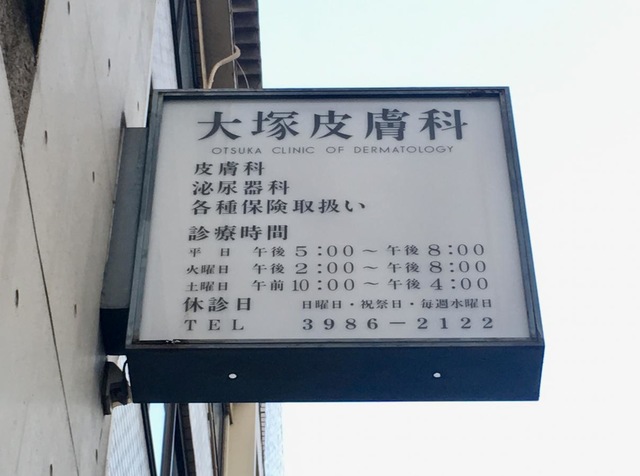 大塚皮膚科
OTSUKA CLINIC OF DERMATOLOGY
皮膚科
泌尿器科
各種保険取扱い
診療時間
平日 午後 5:00～午後 8:00
火曜日 午後 2:00～午後 8:00
土曜日 午前 10:00～午後 4:00
休診日 日曜日・祝祭日・毎週水曜日
TEL 3986－2122